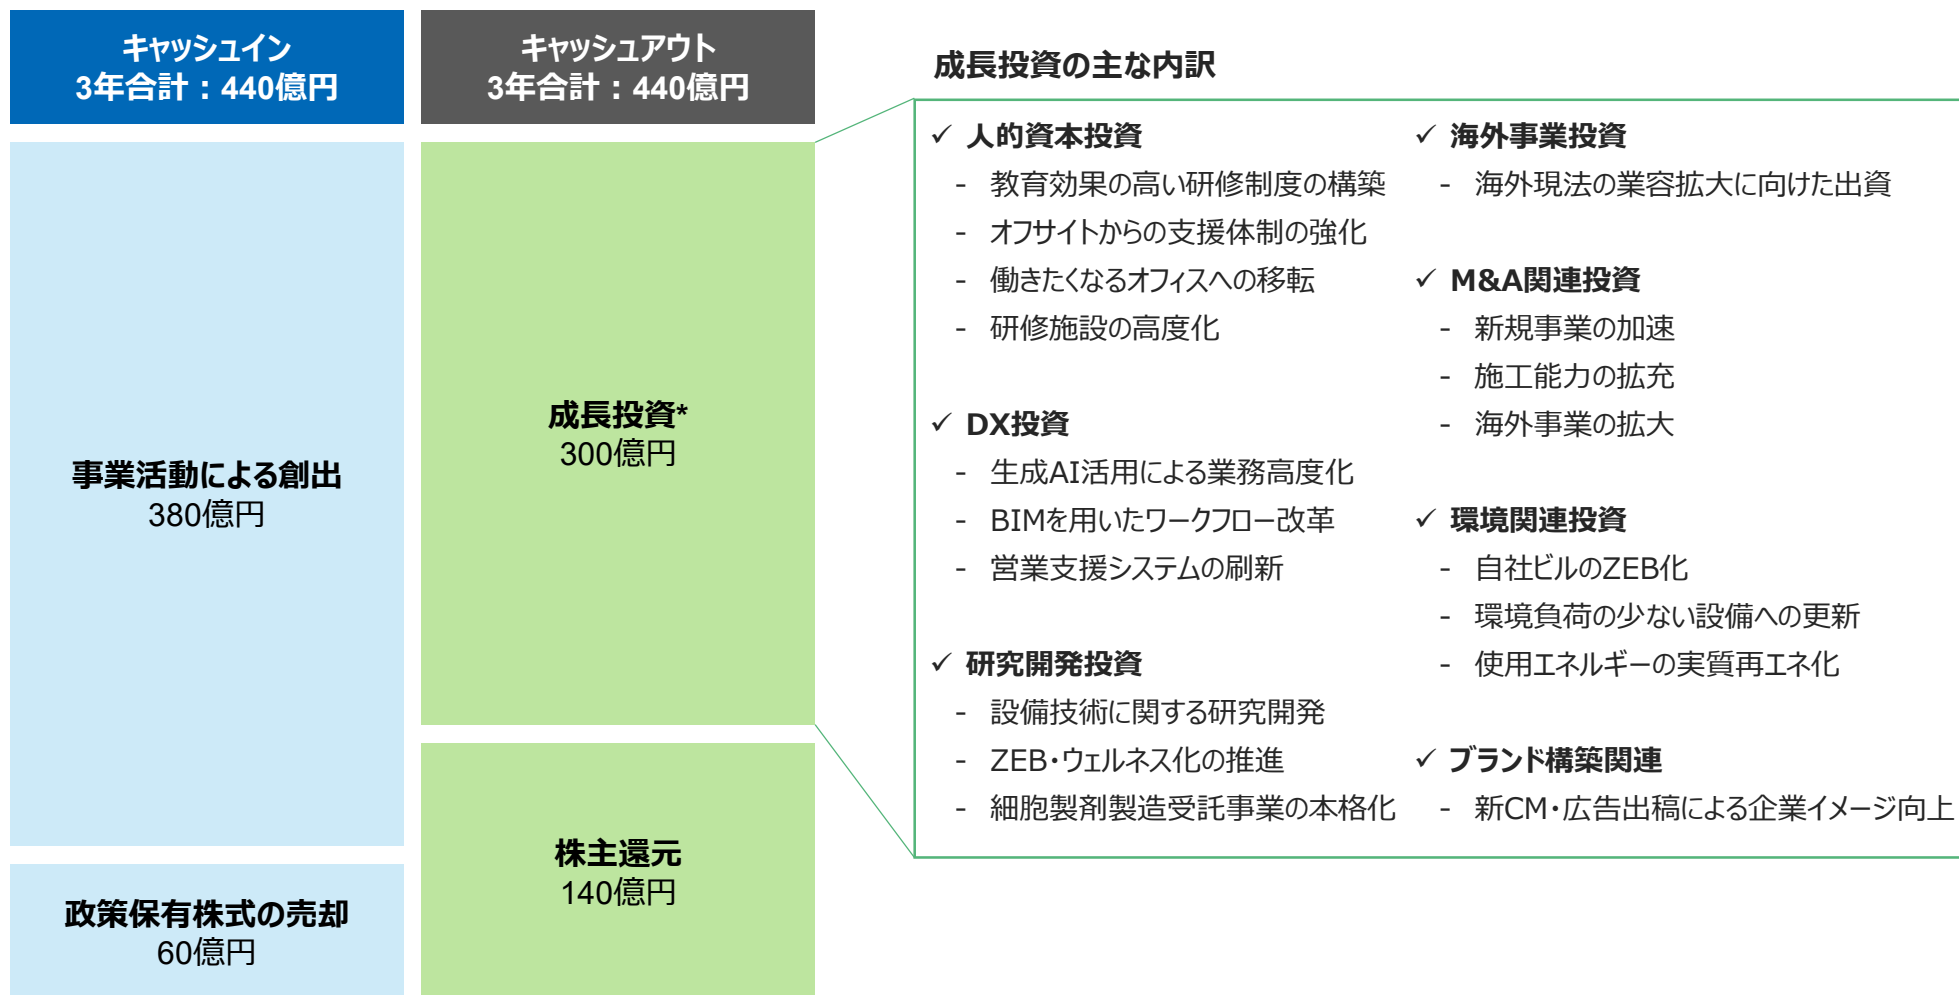 キャッシュイン
3年合計：440億円
事業活動による創出
380億円
政策保有株式の売却
60億円
キャッシュアウト
3年合計：440億円
成長投資*
300億円
株主還元
140億円
成長投資の主な内訳
✓ 人的資本投資
- 教育効果の高い研修制度の構築
- オフサイトからの支援体制の強化
- 働きたくなるオフィスへの移転
- 研修施設の高度化
✓ DX投資
- 生成AI活用による業務高度化
- BIMを用いたワークフロー改革
- 営業支援システムの刷新
✓ 研究開発投資
- 設備技術に関する研究開発
- ZEB・ウェルネス化の推進
- 細胞製剤製造受託事業の本格化
✓ 海外事業投資
- 海外現法の業容拡大に向けた出資
✓ M&A関連投資
- 新規事業の加速
- 施工能力の拡充
- 海外事業の拡大
✓ 環境関連投資
- 自社ビルのZEB化
- 環境負荷の少ない設備への更新
- 使用エネルギーの実質再エネ化
✓ ブランド構築関連
- 新CM・広告出稿による企業イメージ向上